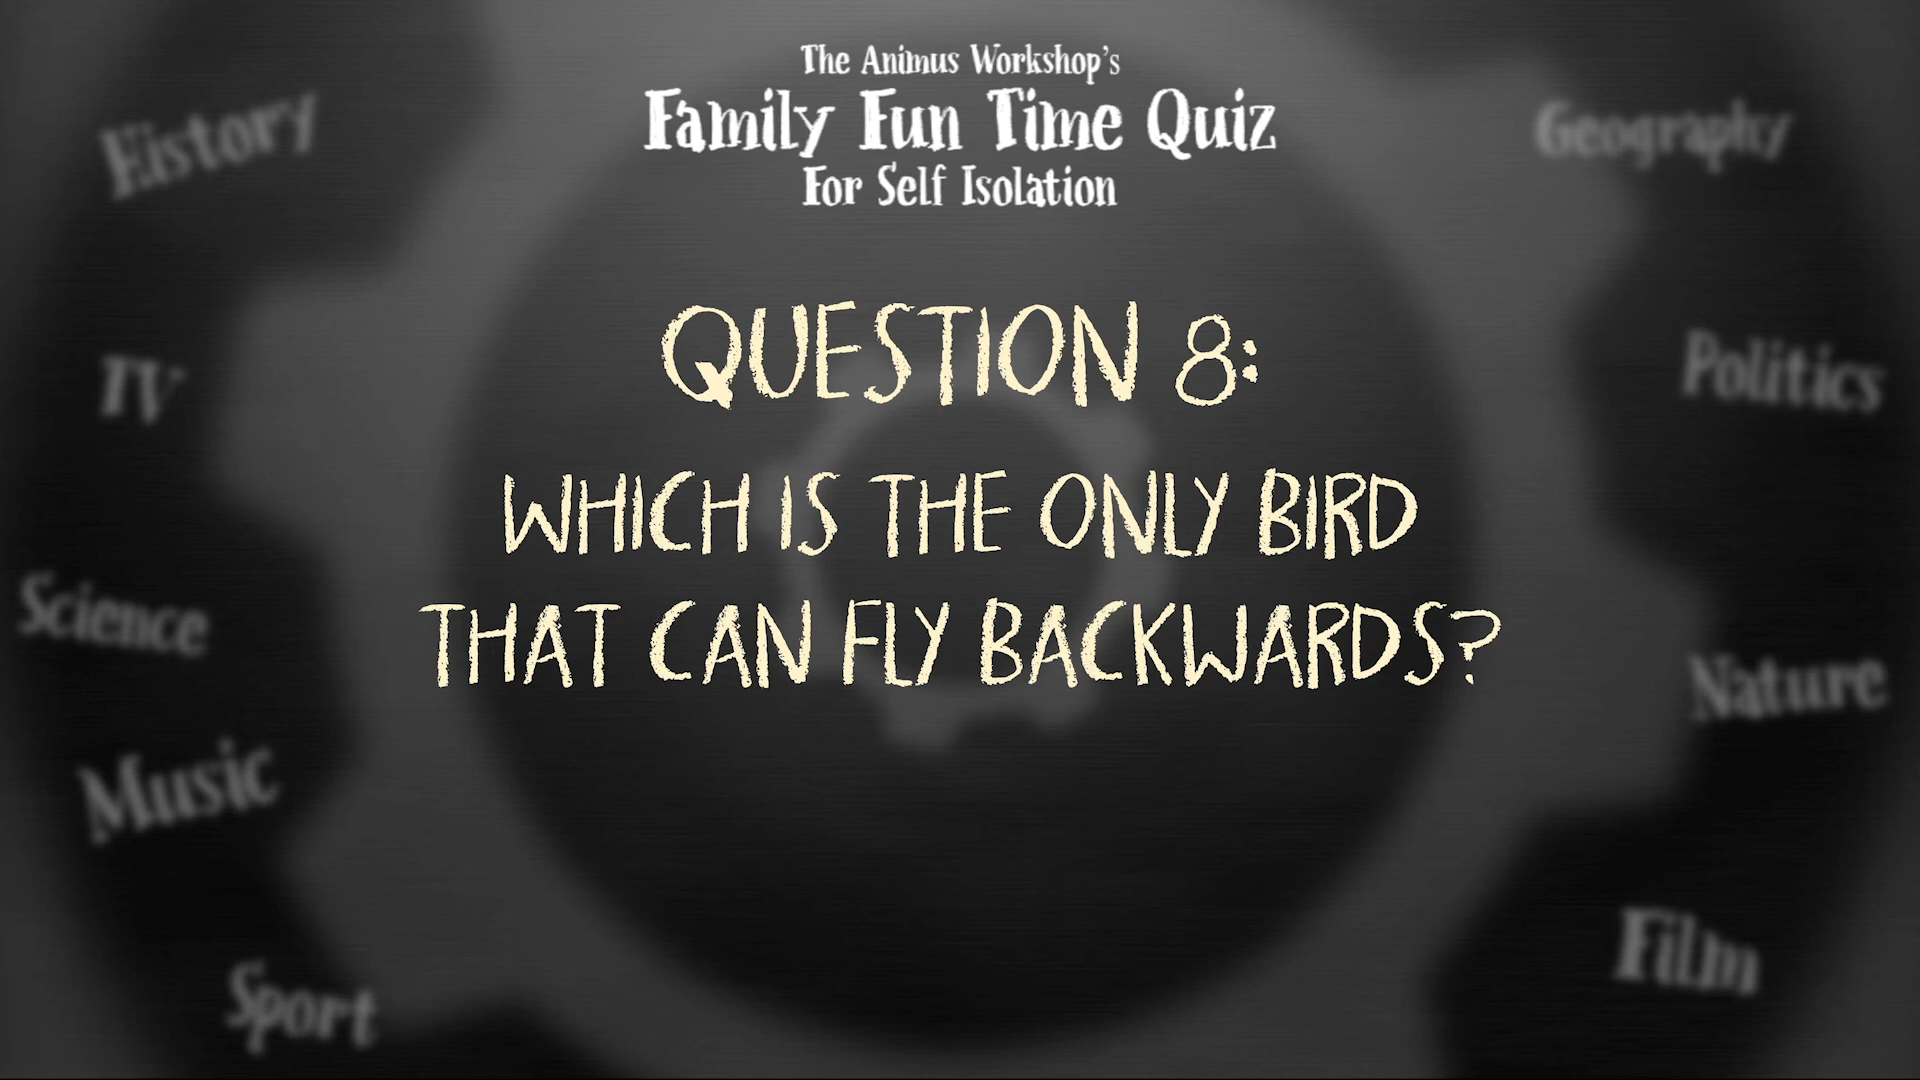 The Animus Workshop's
Family Fun Time Quiz
For Self Isolation
History
Geography
QUESTION 8:
TV
Politics
WHICH IS THE ONLY BIRD
THAT CAN FLY BACKWARDS?
Science
Nature
Music
Film
Sport